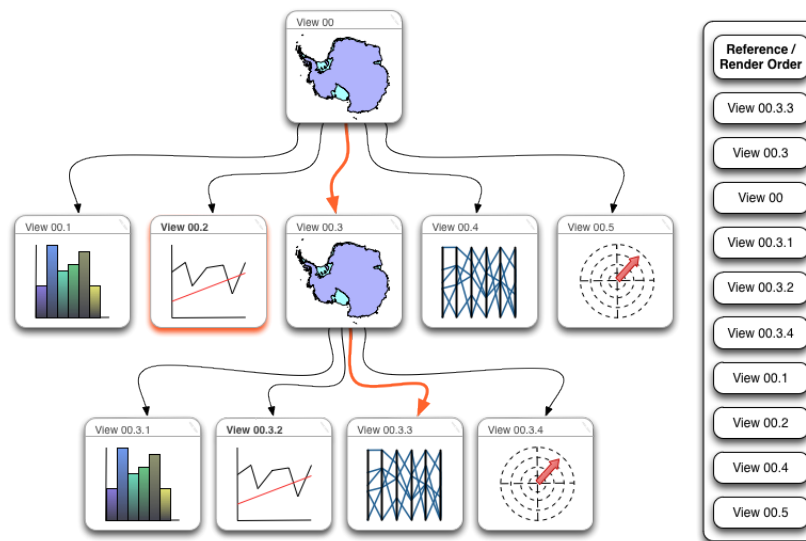 View 00
View 00.1
View 00.2
View 00.3
View 00.4
View 00.5
View 00.3.1
View 00.3.2
View 00.3.3
View 00.3.4
Reference /
Render Order
View 00.3.3
View 00.3
View 00
View 00.3.1
View 00.3.2
View 00.3.4
View 00.1
View 00.2
View 00.4
View 00.5